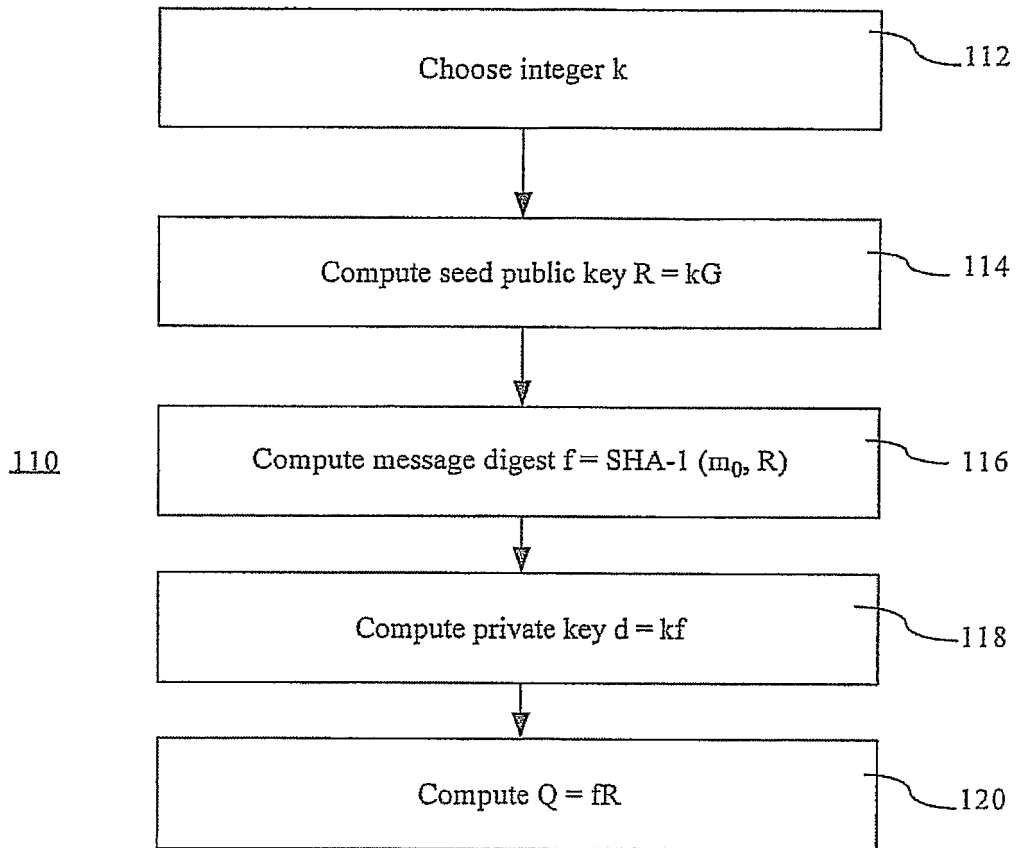 Choose integer k
112
Compute seed public key R = kG
114
110
Compute message digest f = SHA-1 (m₀, R)
116
Compute private key d = kf
118
Compute Q = fR
120